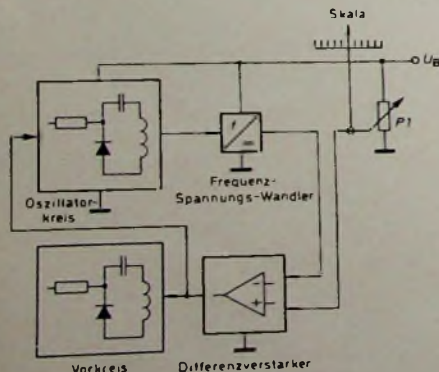 Skala
U_B
P1
f
Frequenz-
Spannungs-Wandler
Oszillator-
kreis
−
+
Vorkreis
Differenzverstärker